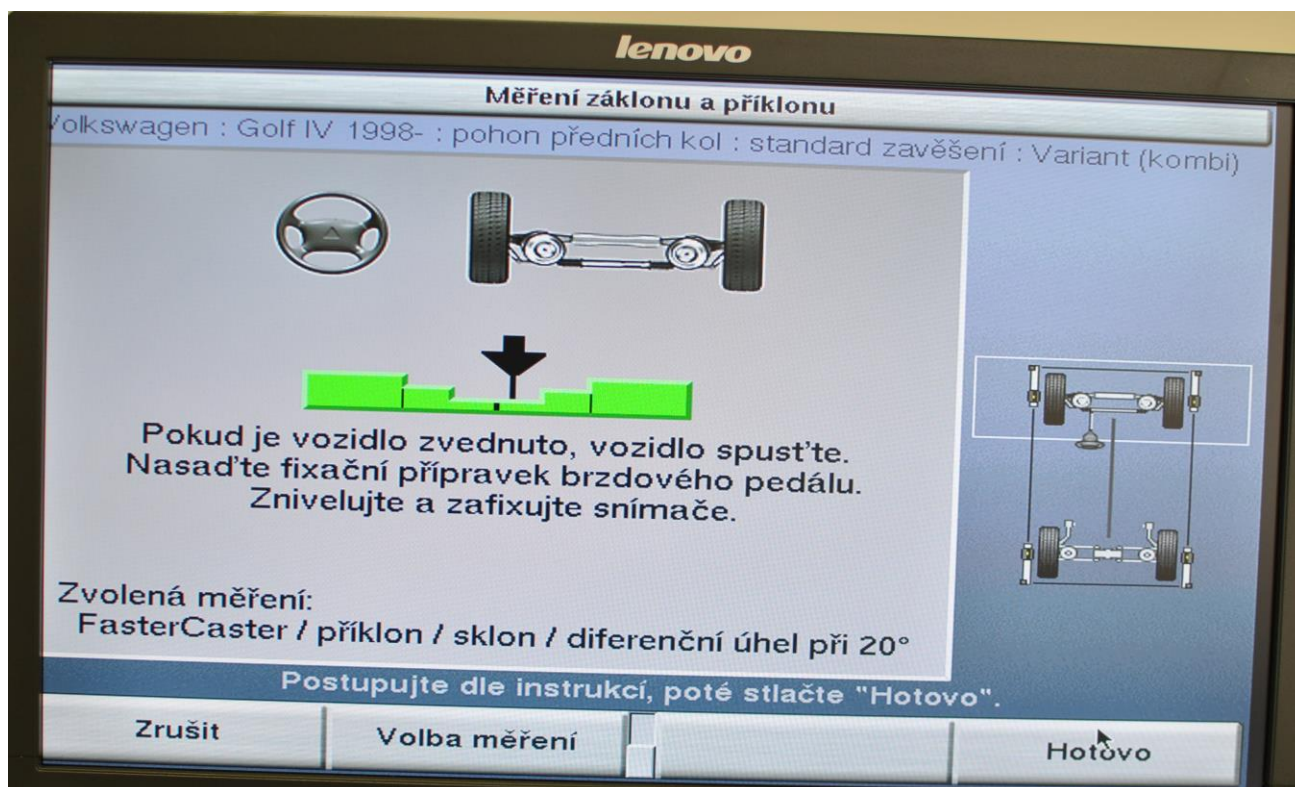 lenovo
Měření záklonu a příklonu
Volkswagen : Golf IV 1998- : pohon předních kol : standard zavěšení : Variant (kombi)
Pokud je vozidlo zvednuto, vozidlo spusťte.
Nasaďte fixační přípravek brzdového pedálu.
Znivelujte a zafixujte snímače.
Zvolená měření:
FasterCaster / příklon / sklon / diferenční úhel při 20°
Postupujte dle instrukcí, poté stlačte "Hotovo".
Zrušit
Volba měření
Hotovo